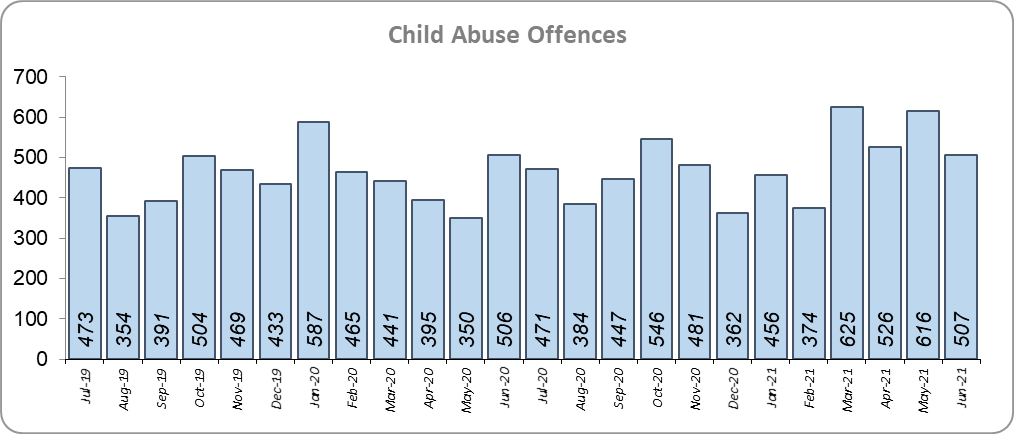 Child Abuse Offences
700
600
500
400
300
200
100
0
473 354 391 504 469 433 587 465 441 395 350 506 471 384 447 546 481 362 456 374 625 526 616 507
Jul-19 Aug-19 Sep-19 Oct-19 Nov-19 Dec-19 Jan-20 Feb-20 Mar-20 Apr-20 May-20 Jun-20 Jul-20 Aug-20 Sep-20 Oct-20 Nov-20 Dec-20 Jan-21 Feb-21 Mar-21 Apr-21 May-21 Jun-21